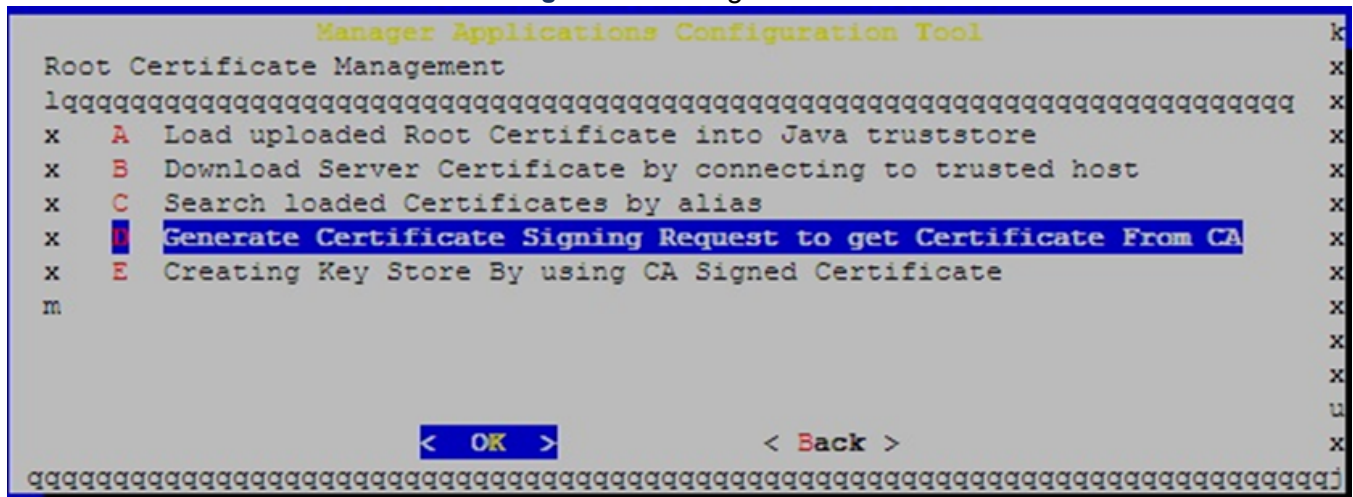 Manager Applications Configuration Tool k
Root Certificate Management x
lqqqqqqqqqqqqqqqqqqqqqqqqqqqqqqqqqqqqqqqqqqqqqqqqqqqqqqqqqqqqqqqqqqqqqqq x
x A Load uploaded Root Certificate into Java truststore x
x B Download Server Certificate by connecting to trusted host x
x C Search loaded Certificates by alias x
x D Generate Certificate Signing Request to get Certificate From CA x
x E Creating Key Store By using CA Signed Certificate x
m x
x
x
u
< OK > < Back > x
qqqqqqqqqqqqqqqqqqqqqqqqqqqqqqqqqqqqqqqqqqqqqqqqqqqqqqqqqqqqqqqqqqqqqqqqqqqqj